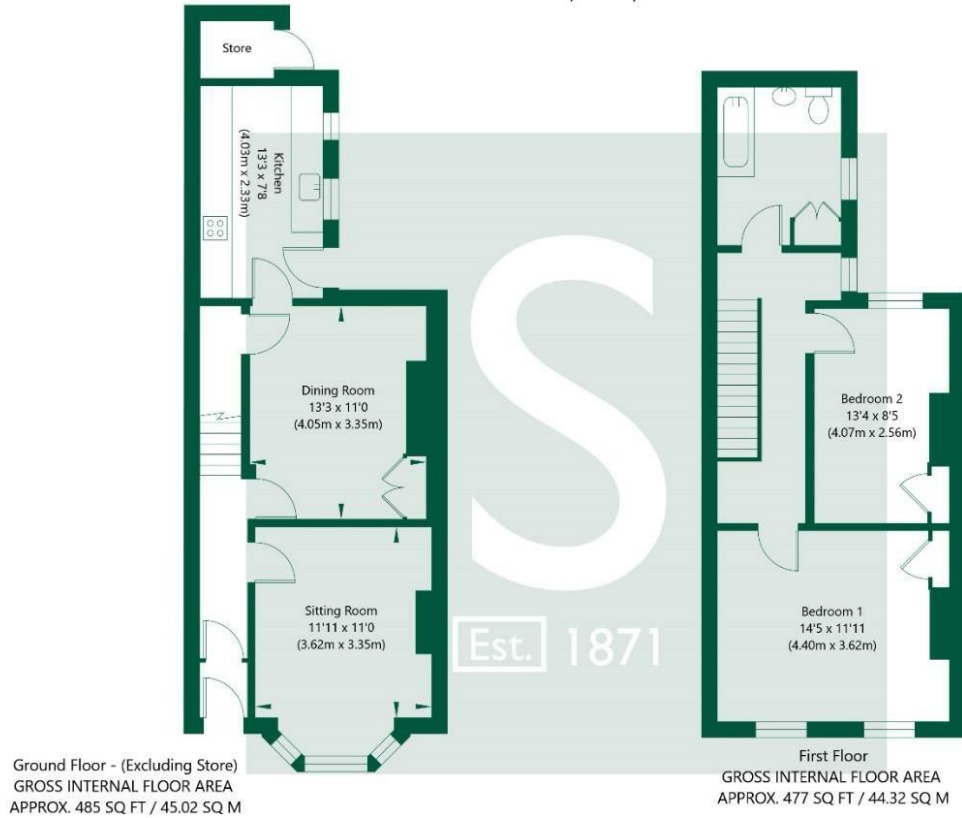 Store
Kitchen
13'3 x 7'8
(4.03m x 2.33m)
Dining Room
13'3 x 11'0
(4.05m x 3.35m)
Sitting Room
11'11 x 11'0
(3.62m x 3.35m)
Ground Floor - (Excluding Store)
GROSS INTERNAL FLOOR AREA
APPROX. 485 SQ FT / 45.02 SQ M
S
Est. 1871
Bedroom 2
13'4 x 8'5
(4.07m x 2.56m)
Bedroom 1
14'5 x 11'11
(4.40m x 3.62m)
First Floor
GROSS INTERNAL FLOOR AREA
APPROX. 477 SQ FT / 44.32 SQ M